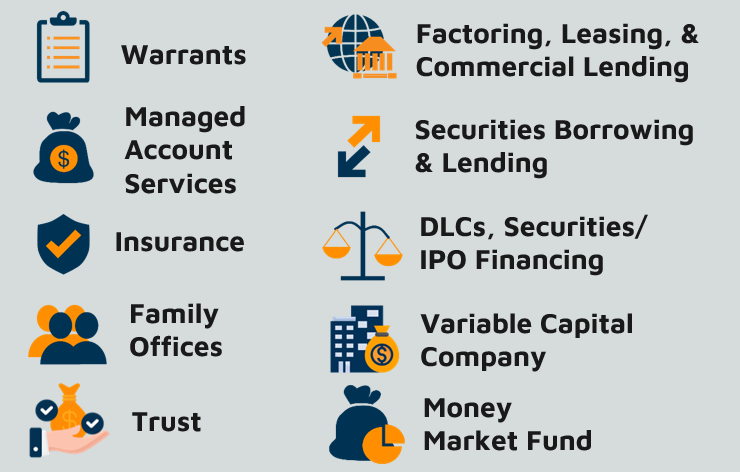 Warrants
Managed
Account
Services
Insurance
Family
Offices
Trust
Factoring, Leasing, &
Commercial Lending
Securities Borrowing
& Lending
DLCs, Securities/
IPO Financing
Variable Capital
Company
Money
Market Fund